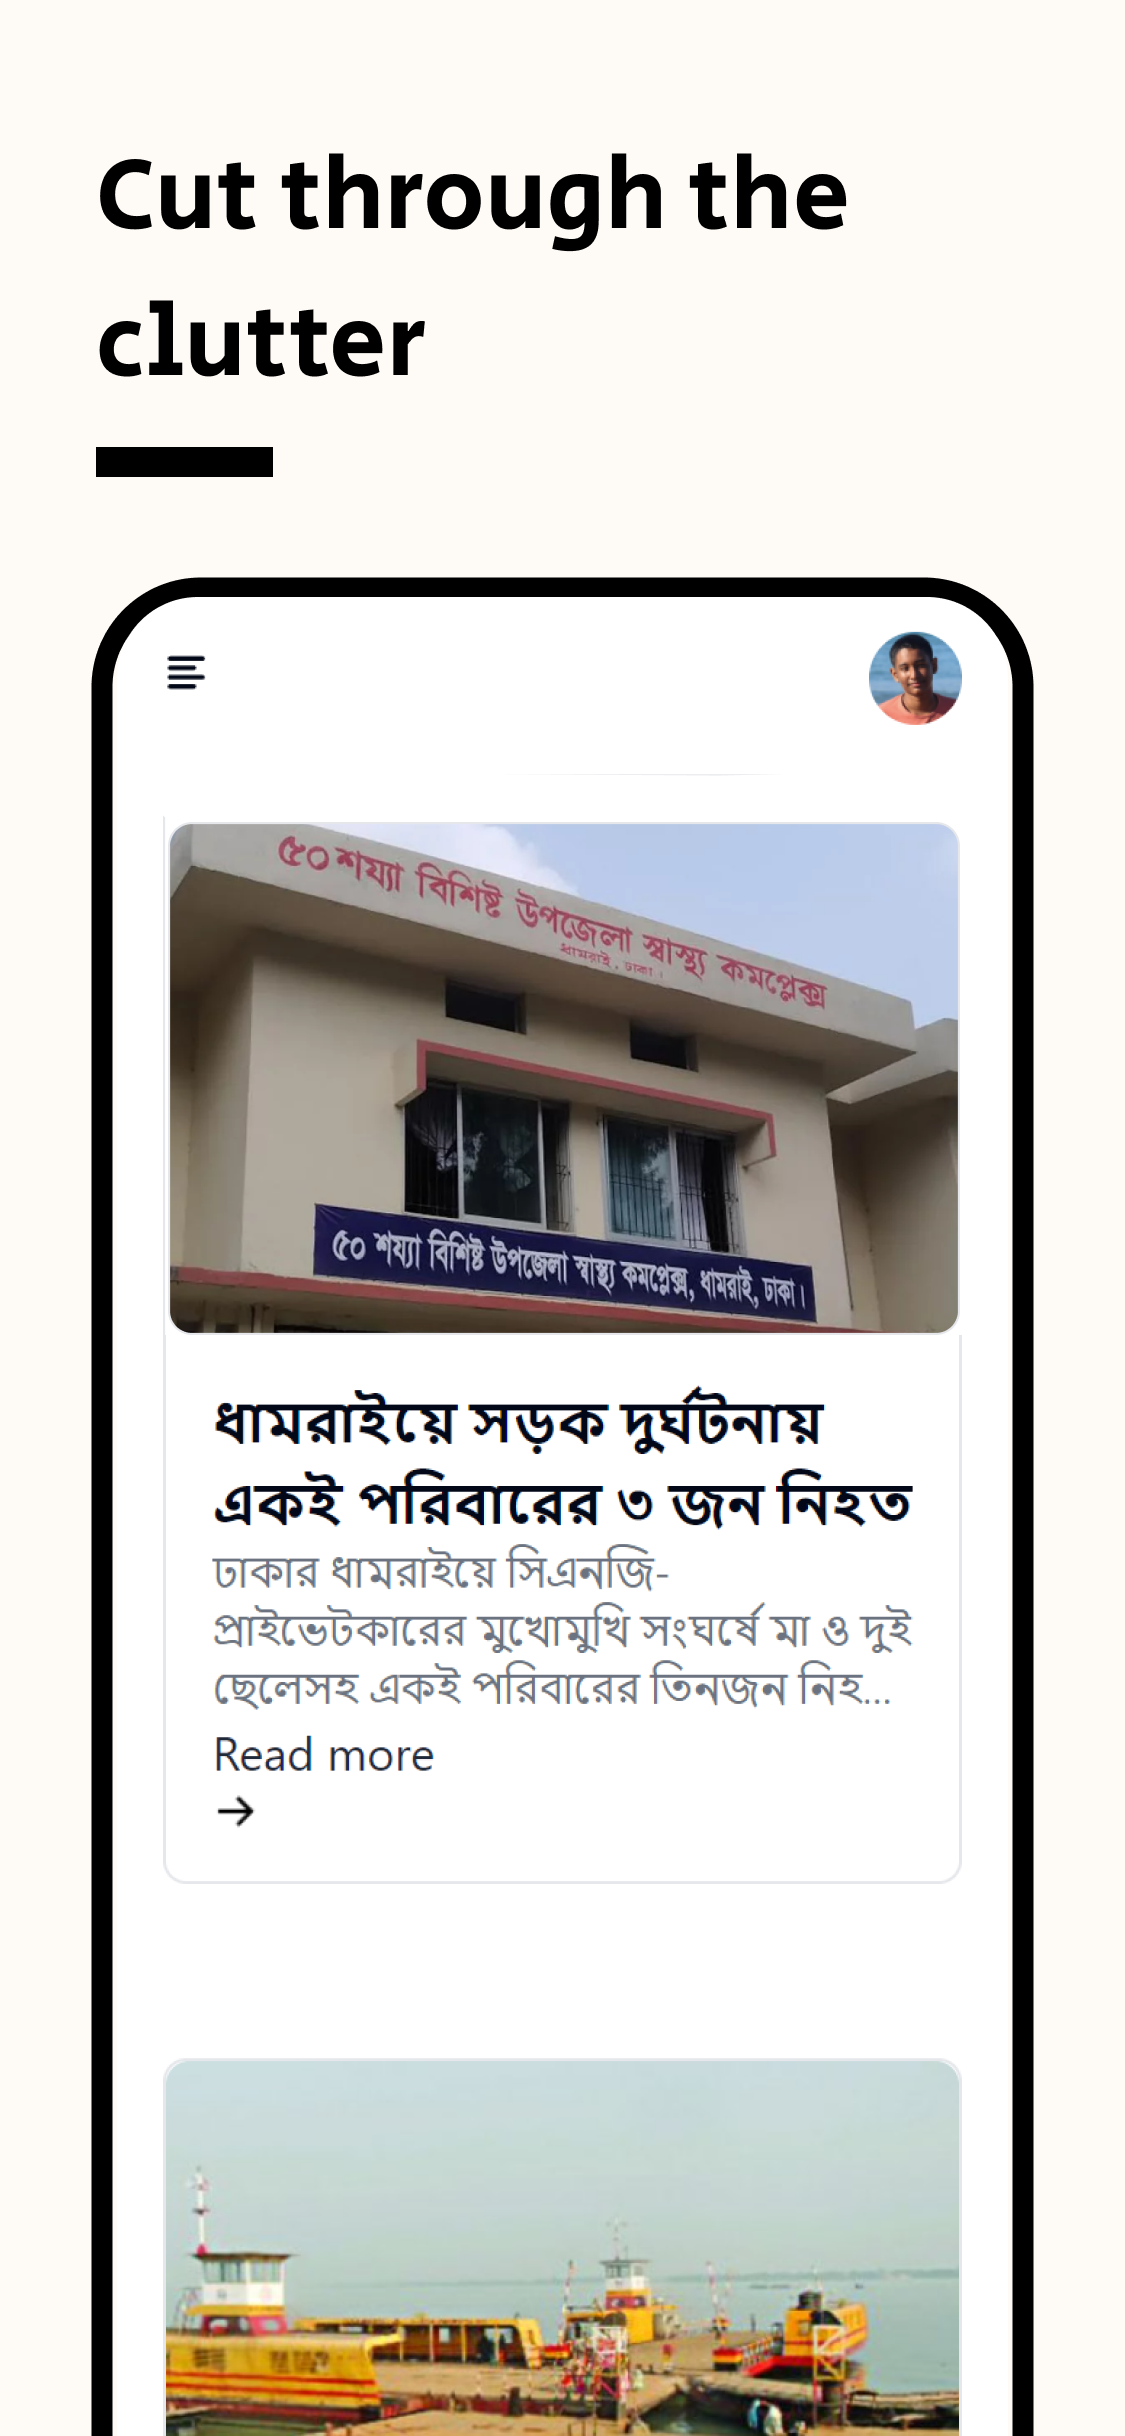 Cut through the
clutter
৫০ শয্যা বিশিষ্ট উপজেলা স্বাস্থ্য কমপ্লেক্স
ধামরাই, ঢাকা।
৫০ শয্যা বিশিষ্ট উপজেলা স্বাস্থ্য কমপ্লেক্স, ধামরাই, ঢাকা।
ধামরাইয়ে সড়ক দুর্ঘটনায়
একই পরিবারের ৩ জন নিহত
ঢাকার ধামরাইয়ে সিএনজি-
প্রাইভেটকারের মুখোমুখি সংঘর্ষে মা ও দুই
ছেলেসহ একই পরিবারের তিনজন নিহ...
Read more